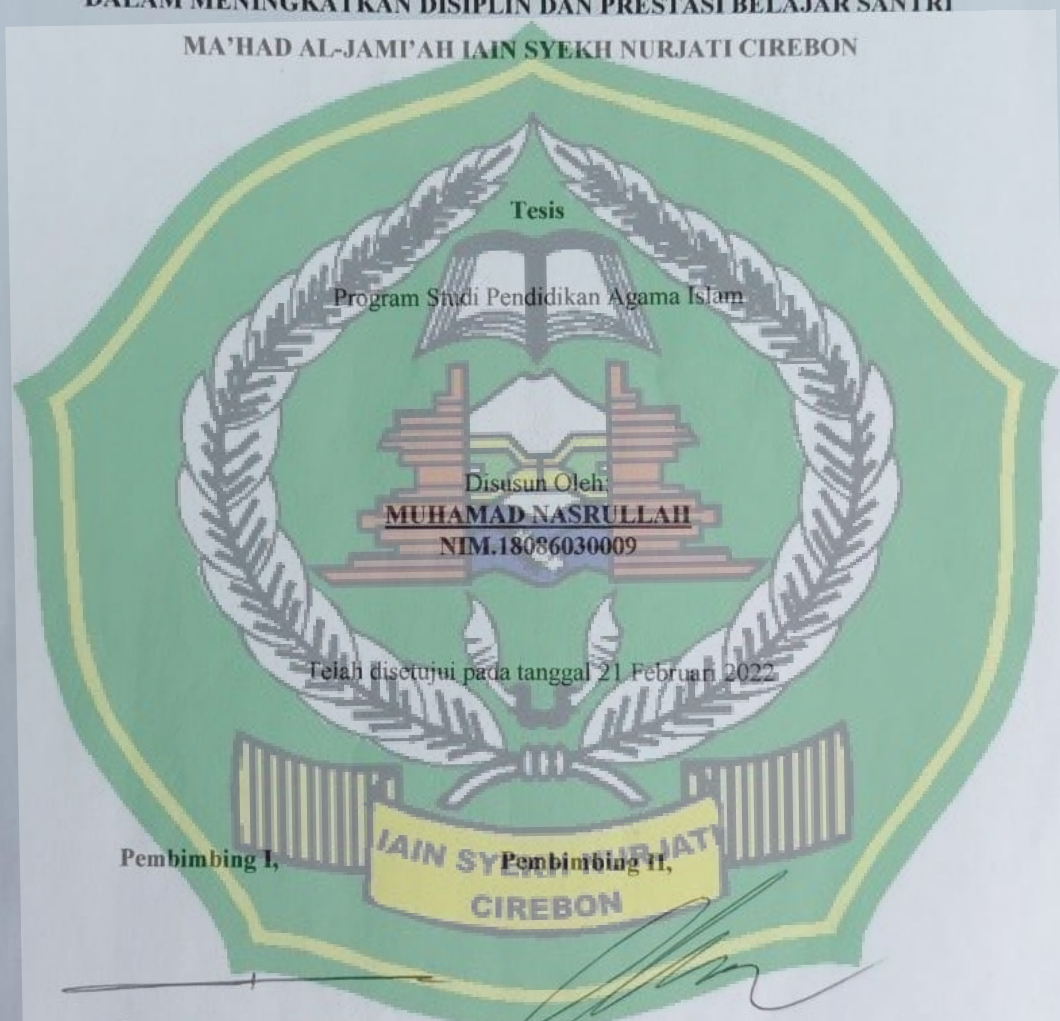 DALAM MENINGKATKAN DISIPLIN DAN PRESTASI BELAJAR SANTRI
MA'HAD AL-JAMI'AH IAIN SYEKH NURJATI CIREBON
Tesis
Program Studi Pendidikan Agama Islam
Disusun Oleh:
MUHAMAD NASRULLAH
NIM.18086030009
Telah disetujui pada tanggal 21 Februari 2022
Pembimbing I,
Pembimbing II,
IAIN SYEKH NURJATI
CIREBON